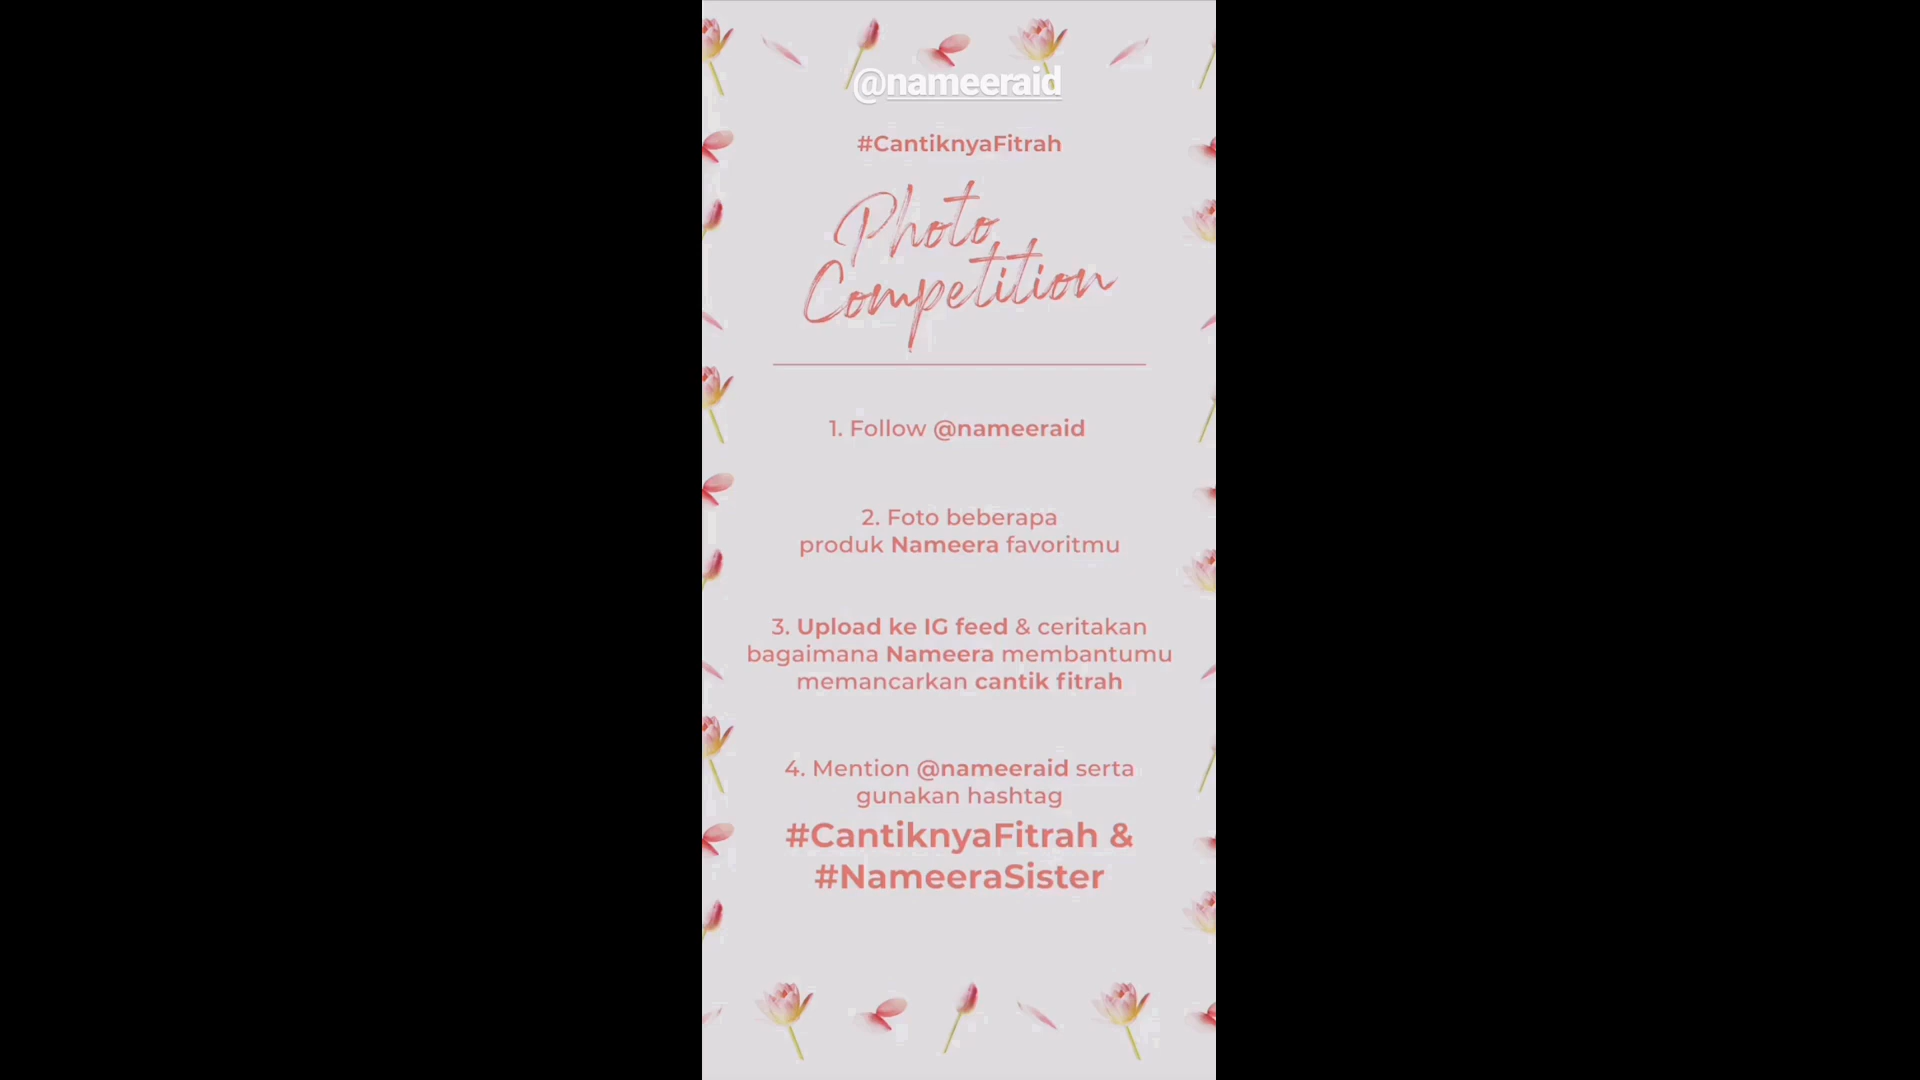 @nameeraid
#CantiknyaFitrah
Photo
Competition
1. Follow @nameeraid
2. Foto beberapa
produk Nameera favoritmu
3. Upload ke IG feed & ceritakan
bagaimana Nameera membantumu
memancarkan cantik fitrah
4. Mention @nameeraid serta
gunakan hashtag
#CantiknyaFitrah &
#NameeraSister